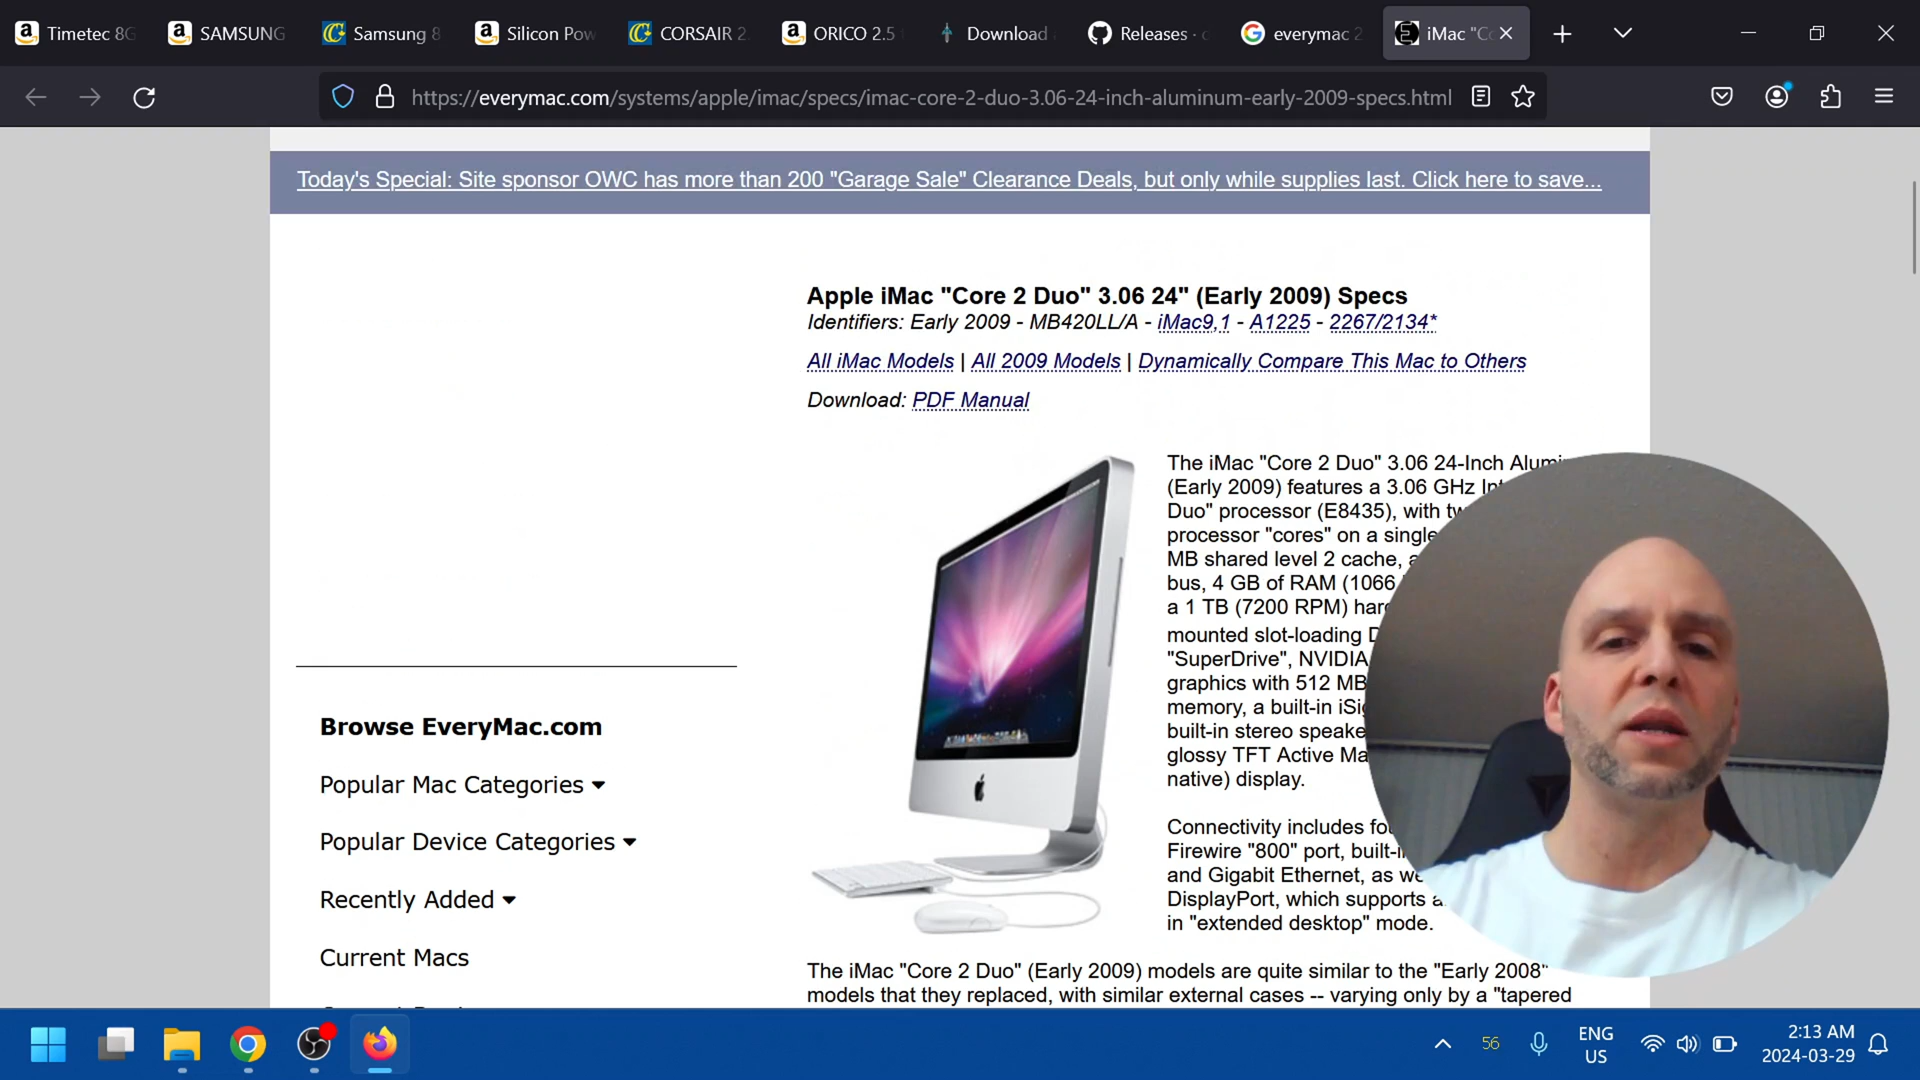 Timetec 8G
SAMSUNG
Samsung 8
Silicon Pow
CORSAIR 2.
ORICO 2.5
Download
Releases ·
everymac 2
iMac "Co
https://everymac.com/systems/apple/imac/specs/imac-core-2-duo-3.06-24-inch-aluminum-early-2009-specs.html
Today's Special: Site sponsor OWC has more than 200 "Garage Sale" Clearance Deals, but only while supplies last. Click here to save...
Apple iMac "Core 2 Duo" 3.06 24" (Early 2009) Specs
Identifiers: Early 2009 - MB420LL/A - iMac9,1 - A1225 - 2267/2134*
All iMac Models | All 2009 Models | Dynamically Compare This Mac to Others
Download: PDF Manual
The iMac "Core 2 Duo" 3.06 24-Inch
(Early 2009) features a 3.06 GHz
Duo" processor (E8435), with
processor "cores" on a single
MB shared level 2 cache,
bus, 4 GB of RAM (1066
a 1 TB (7200 RPM)
mounted slot-loading
"SuperDrive", NVIDIA
graphics with 512 MB
memory, a built-in
built-in stereo
glossy TFT Active
native) display.
Connectivity includes
Firewire "800" port,
and Gigabit Ethernet, as
DisplayPort, which supports
in "extended desktop" mode.
The iMac "Core 2 Duo" (Early 2009) models are quite similar to the "Early 2008"
models that they replaced, with similar external cases -- varying only by a "tapered
Browse EveryMac.com
Popular Mac Categories
Popular Device Categories
Recently Added
Current Macs
56
ENG
US
2:13 AM
2024-03-29